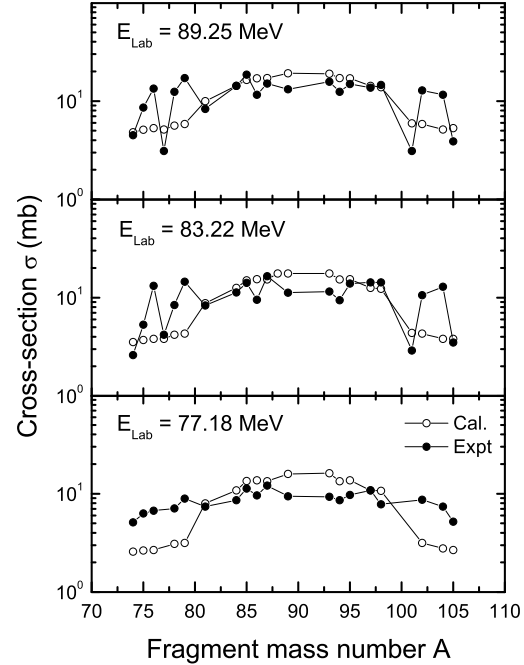 E_Lab = 89.25 MeV
10^1
10^0
E_Lab = 83.22 MeV
10^1
10^0
E_Lab = 77.18 MeV
Cal.
Expt
10^1
10^0
70 75 80 85 90 95 100 105 110
Cross-section σ (mb)
Fragment mass number A